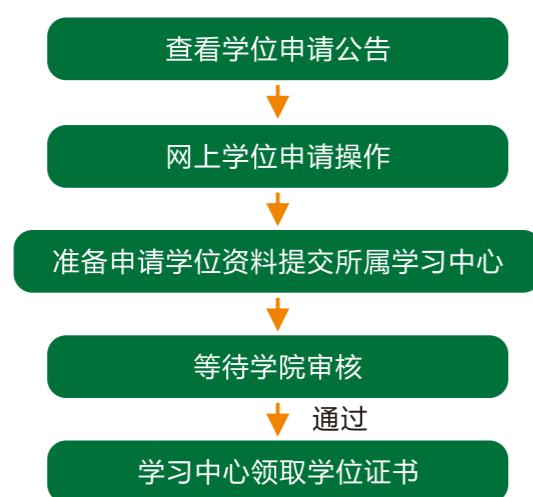 查看学位申请公告
网上学位申请操作
准备申请学位资料提交所属学习中心
等待学院审核
通过
学习中心领取学位证书